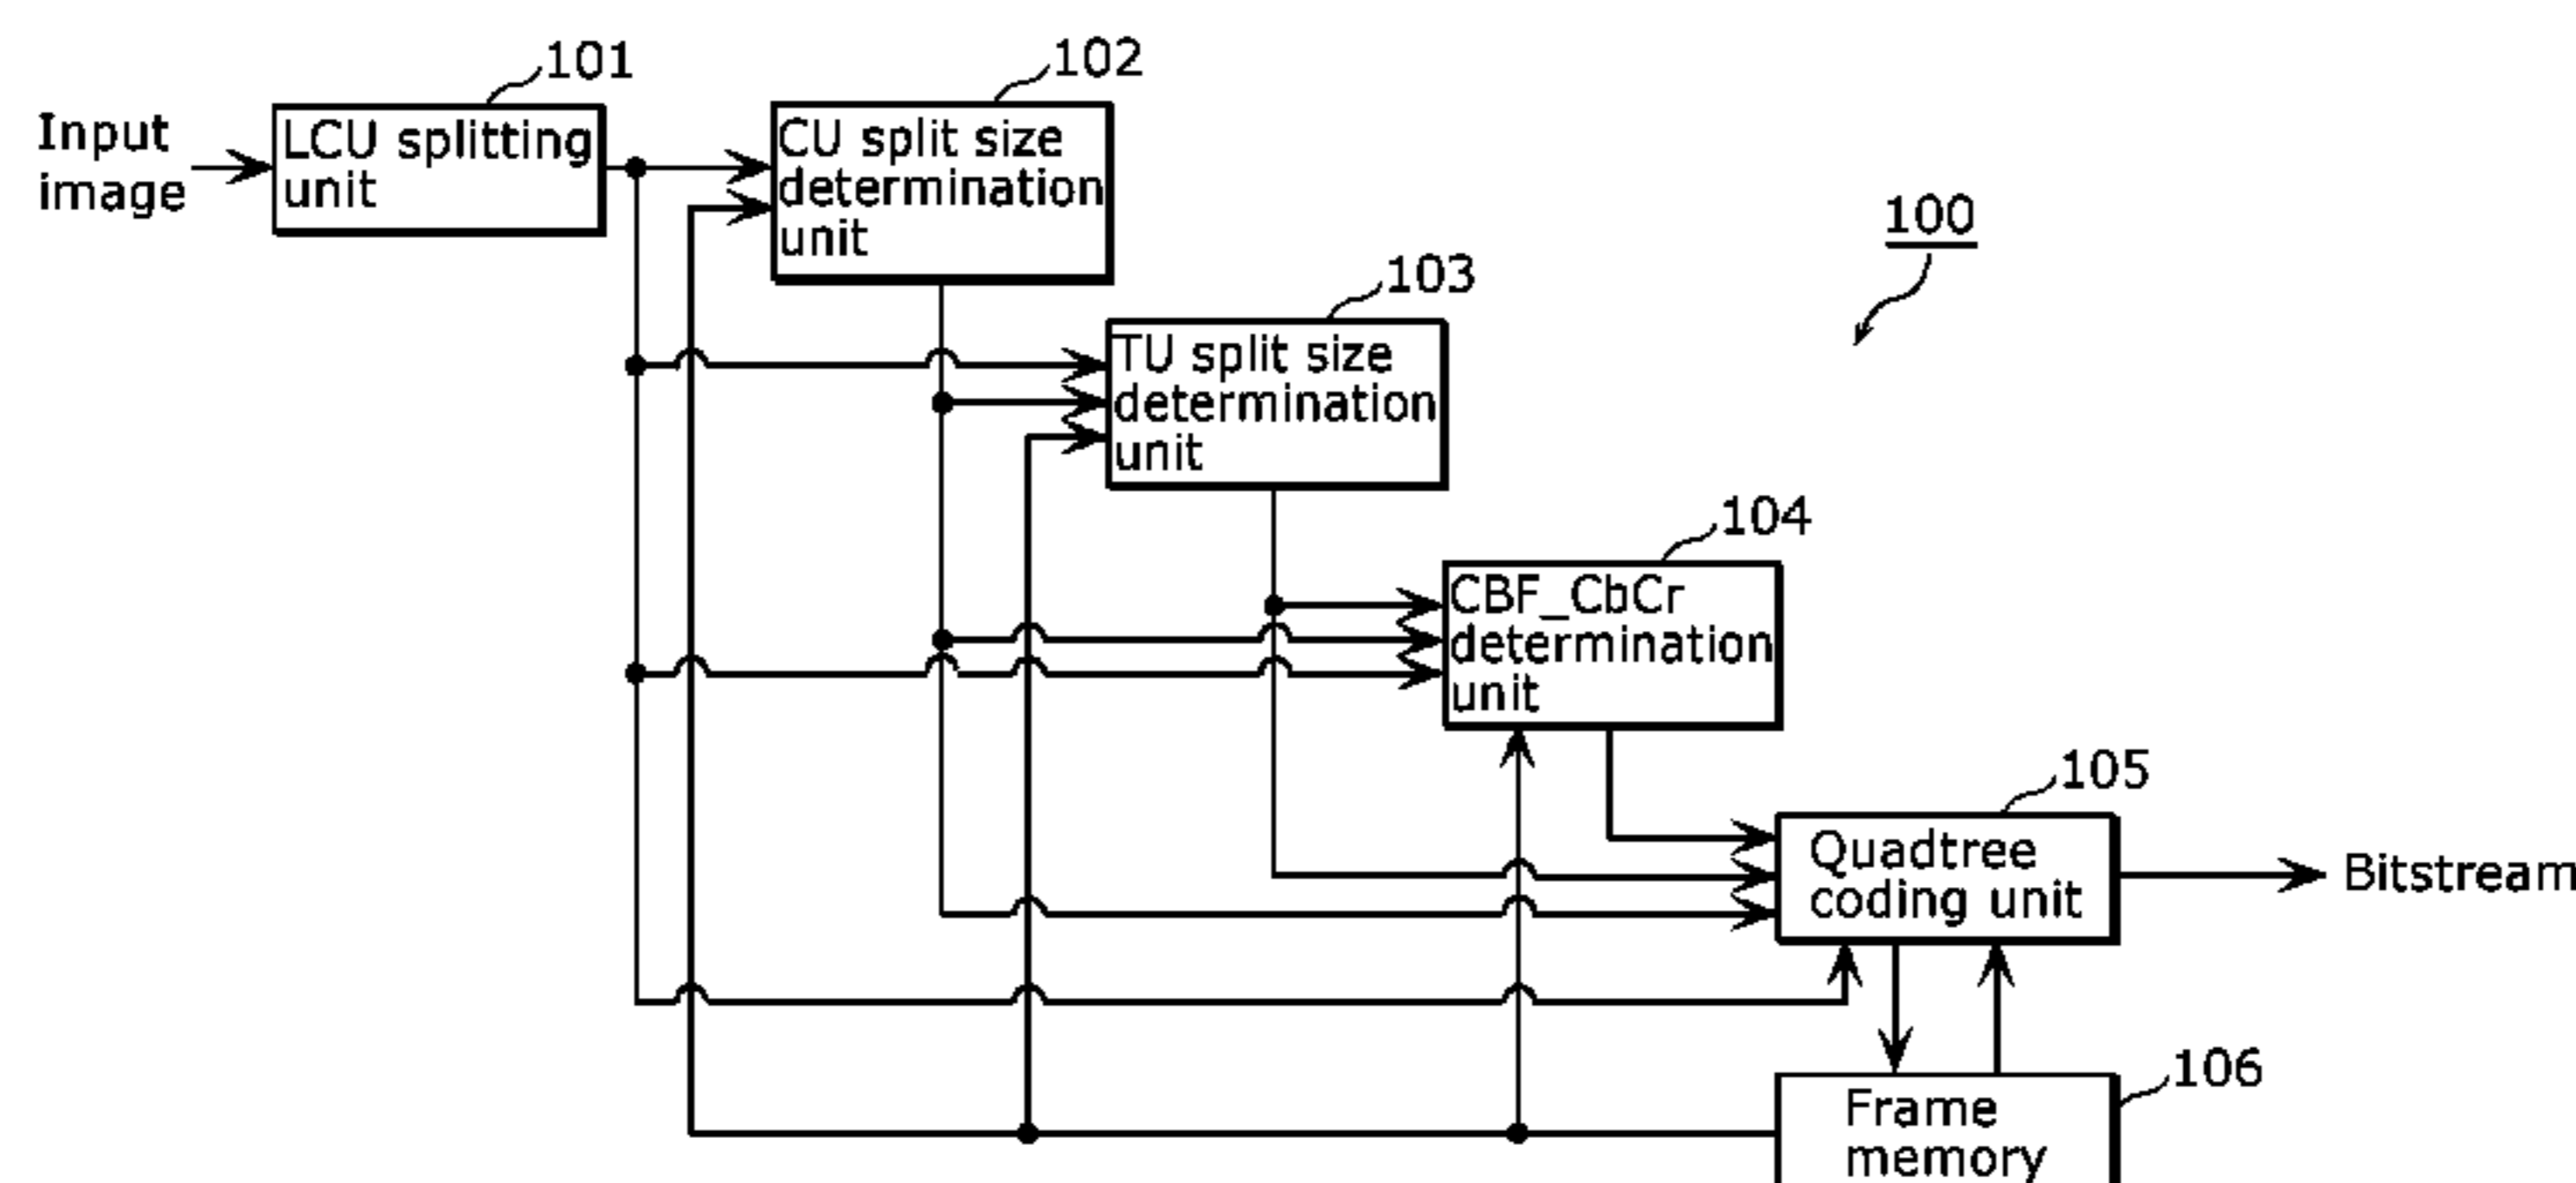 101
102
Input
image
LCU splitting
unit
CU split size
determination
unit
100
103
TU split size
determination
unit
104
CBF_CbCr
determination
unit
105
Quadtree
coding unit
Bitstream
106
Frame
memory